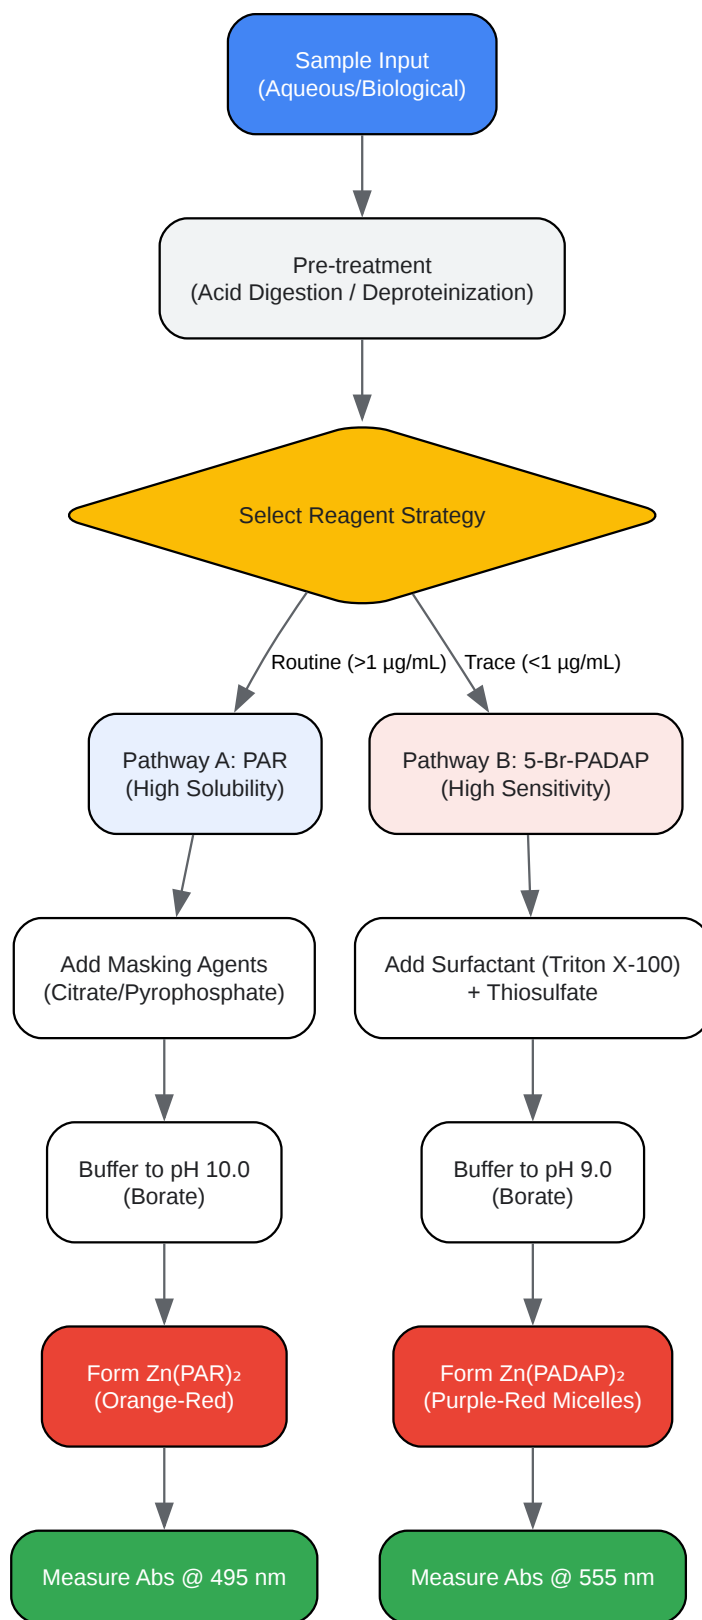 Sample Input
(Aqueous/Biological)
Pre-treatment
(Acid Digestion / Deproteinization)
Select Reagent Strategy
Routine (>1 µg/mL)
Trace (<1 µg/mL)
Pathway A: PAR
(High Solubility)
Pathway B: 5-Br-PADAP
(High Sensitivity)
Add Masking Agents
(Citrate/Pyrophosphate)
Add Surfactant (Triton X-100)
+ Thiosulfate
Buffer to pH 10.0
(Borate)
Buffer to pH 9.0
(Borate)
Form Zn(PAR)₂
(Orange-Red)
Form Zn(PADAP)₂
(Purple-Red Micelles)
Measure Abs @ 495 nm
Measure Abs @ 555 nm